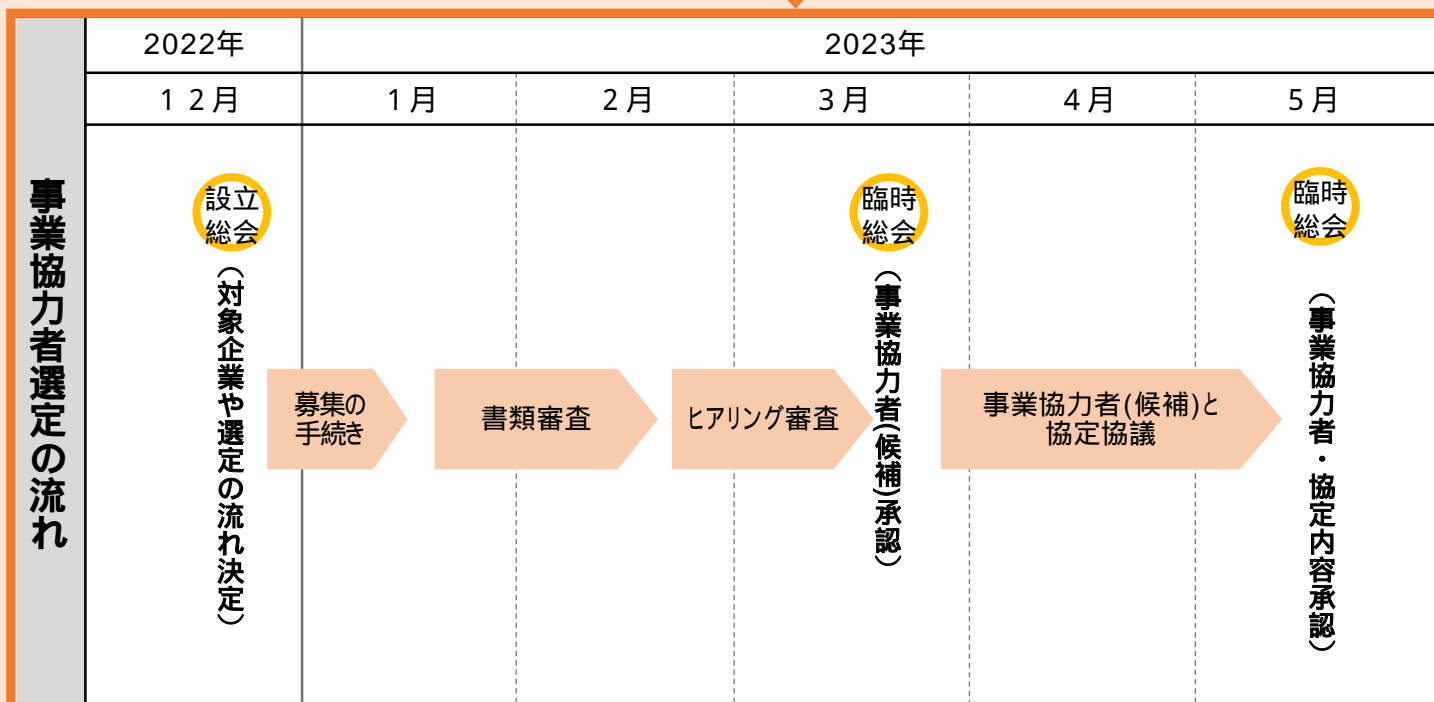 事業協力者選定の流れ
2022年
2023年
１２月
１月
２月
３月
４月
５月
設立
総会
（対象企業や選定の流れ決定）
募集の
手続き
書類審査
ヒアリング審査
臨時
総会
（事業協力者(候補)承認）
事業協力者(候補)と
協定協議
臨時
総会
（事業協力者・協定内容承認）